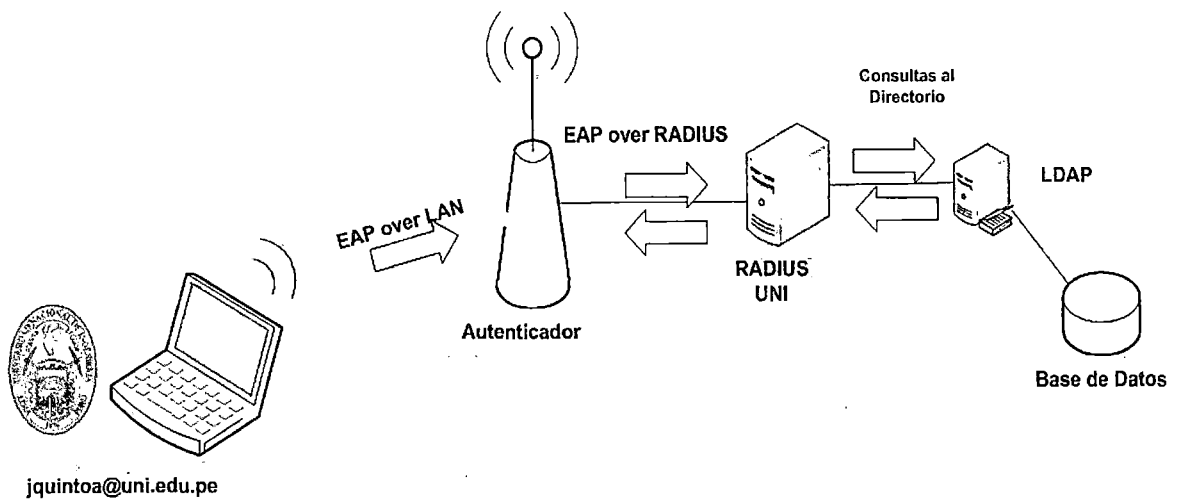 Consultas al
Directorio
EAP over RADIUS
LDAP
EAP over LAN
RADIUS
UNI
Autenticador
Base de Datos
jquintoa@uni.edu.pe